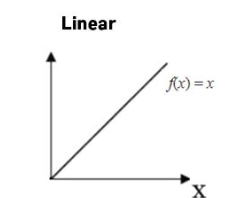 Linear
f(x) = x
X